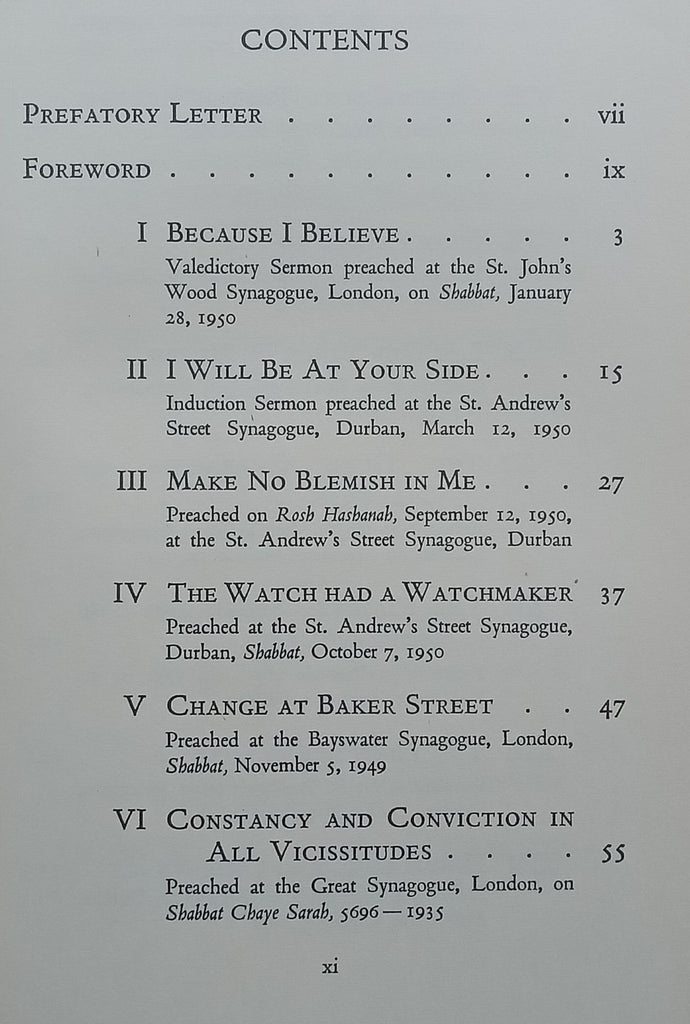 CONTENTS
PREFATORY LETTER . . . . . . . . vii
FOREWORD . . . . . . . . . . . . ix
I BECAUSE I BELIEVE . . . . . . 3
Valedictory Sermon preached at the St. John's
Wood Synagogue, London, on Shabbat, January
28, 1950
II I WILL BE AT YOUR SIDE . . . . 15
Induction Sermon preached at the St. Andrew's
Street Synagogue, Durban, March 12, 1950
III MAKE NO BLEMISH IN ME . . . . 27
Preached on Rosh Hashanah, September 12, 1950,
at the St. Andrew's Street Synagogue, Durban
IV THE WATCH HAD A WATCHMAKER 37
Preached at the St. Andrew's Street Synagogue,
Durban, Shabbat, October 7, 1950
V CHANGE AT BAKER STREET . . 47
Preached at the Bayswater Synagogue, London,
Shabbat, November 5, 1949
VI CONSTANCY AND CONVICTION IN
ALL VICISSITUDES . . . . 55
Preached at the Great Synagogue, London, on
Shabbat Chaye Sarah, 5696 — 1935
xi